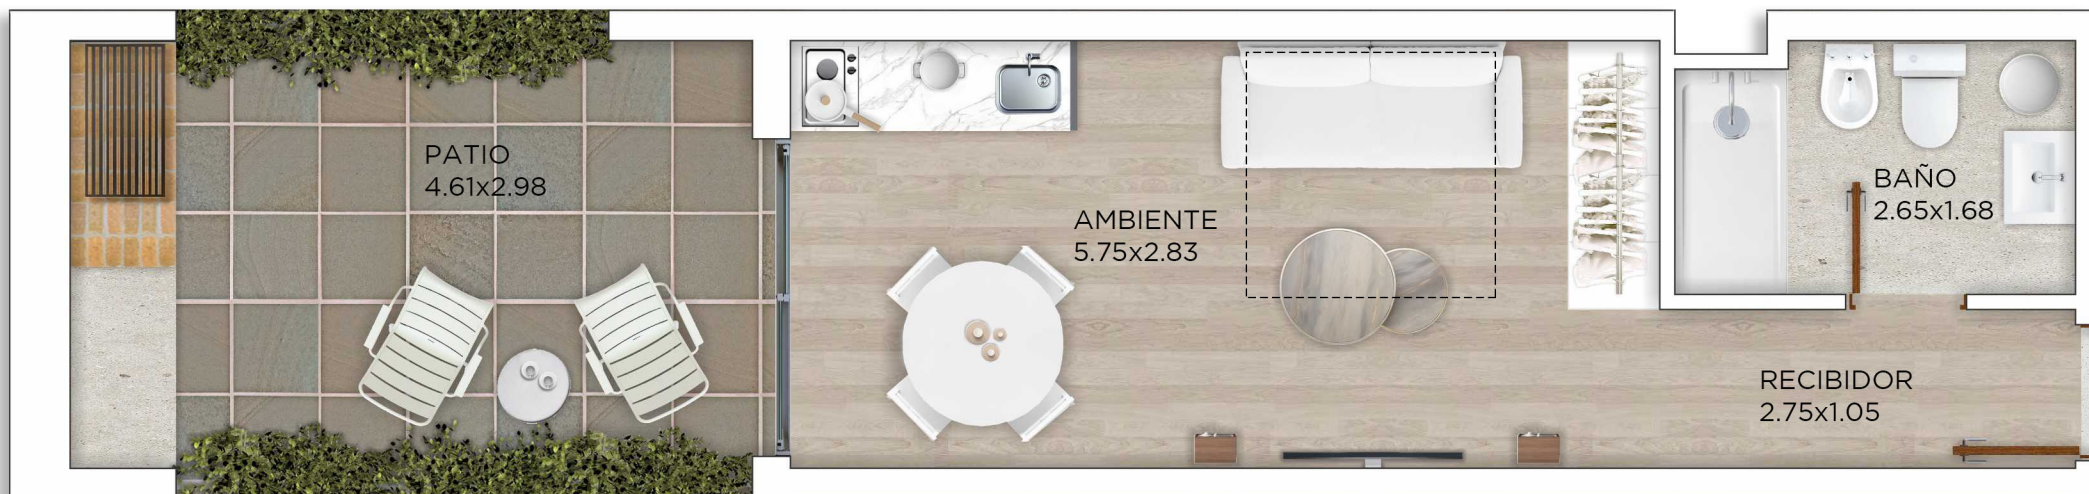 PATIO
4.61x2.98
AMBIENTE
5.75x2.83
BAÑO
2.65x1.68
RECIBIDOR
2.75x1.05